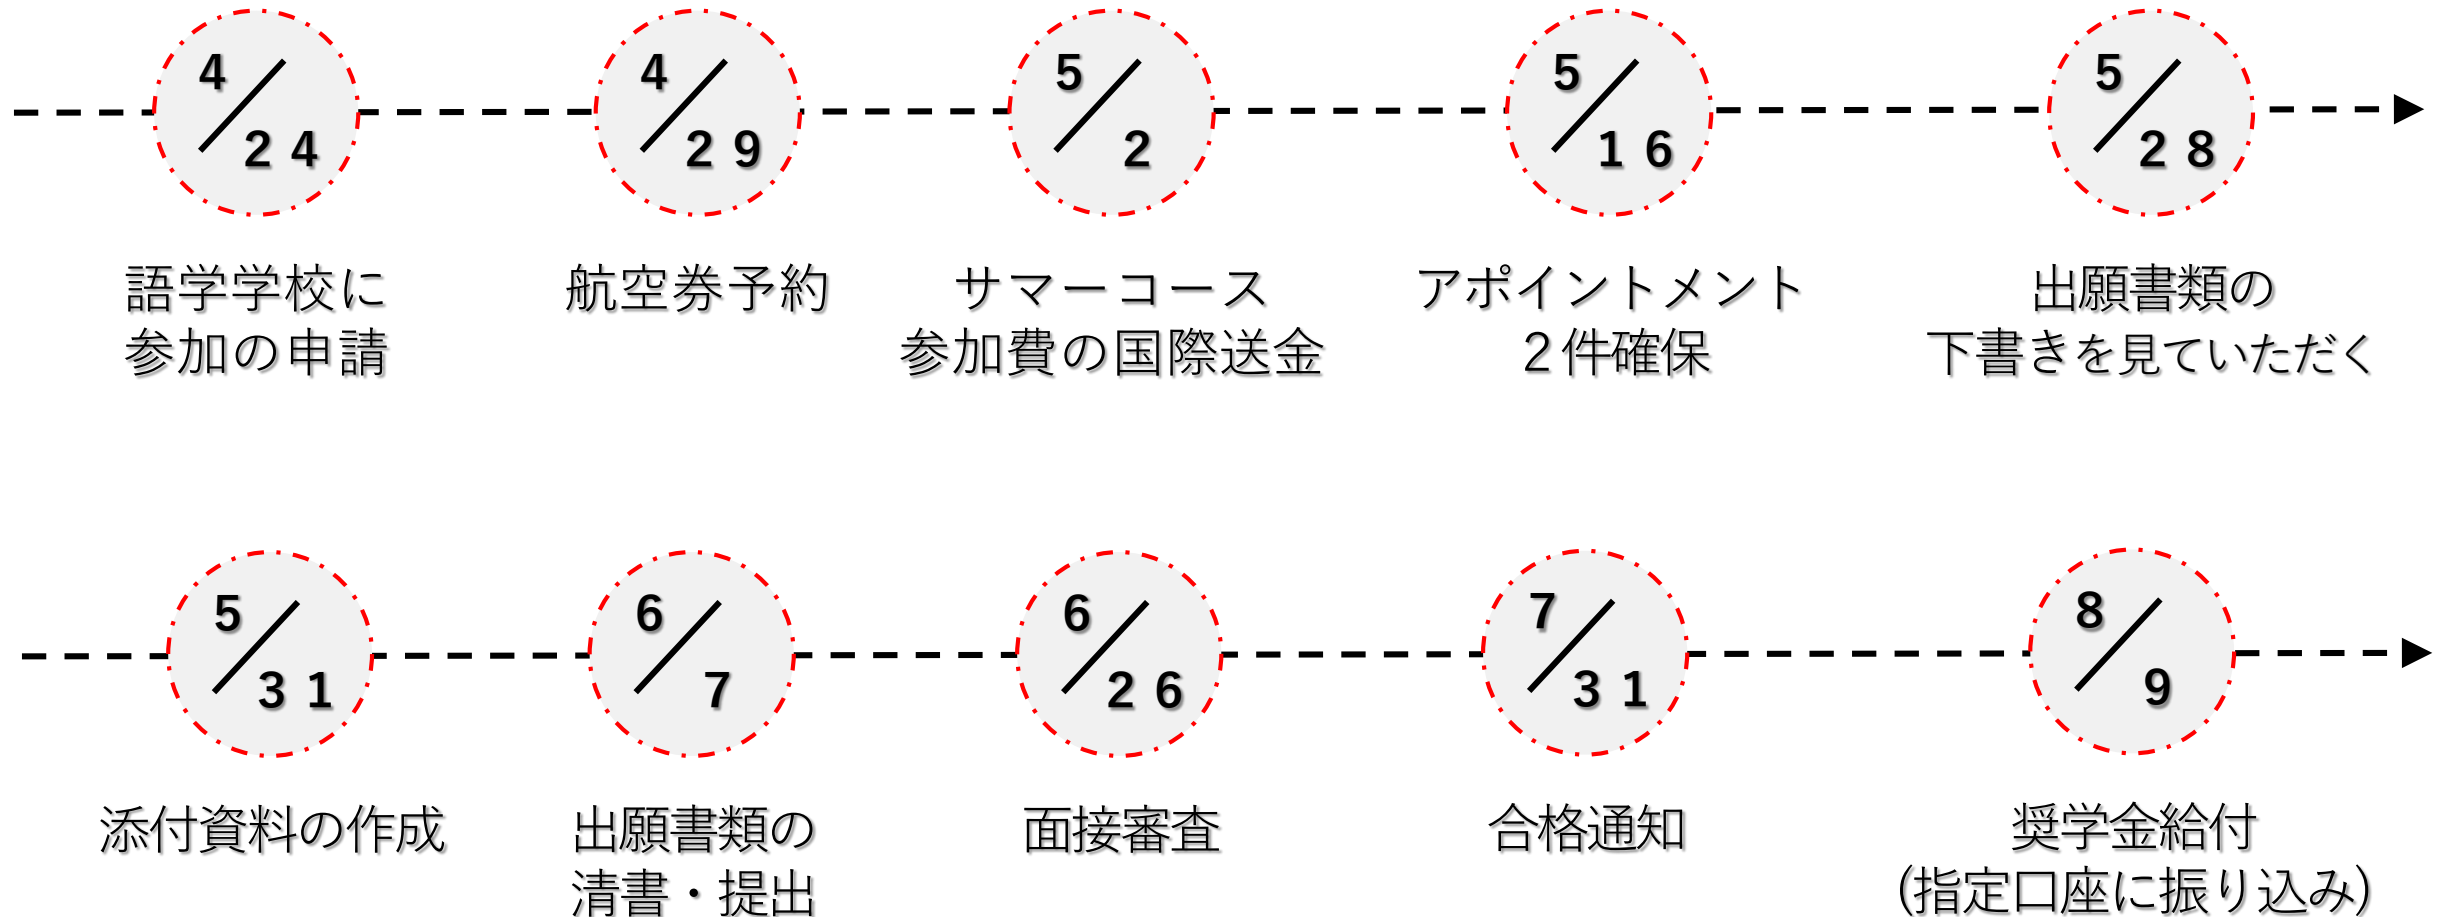 4/24
語学学校に
参加の申請
4/29
航空券予約
5/2
サマーコース
参加費の国際送金
5/16
アポイントメント
２件確保
5/28
出願書類の
下書きを見ていただく
5/31
添付資料の作成
6/7
出願書類の
清書・提出
6/26
面接審査
7/31
合格通知
8/9
奨学金給付
(指定口座に振り込み)